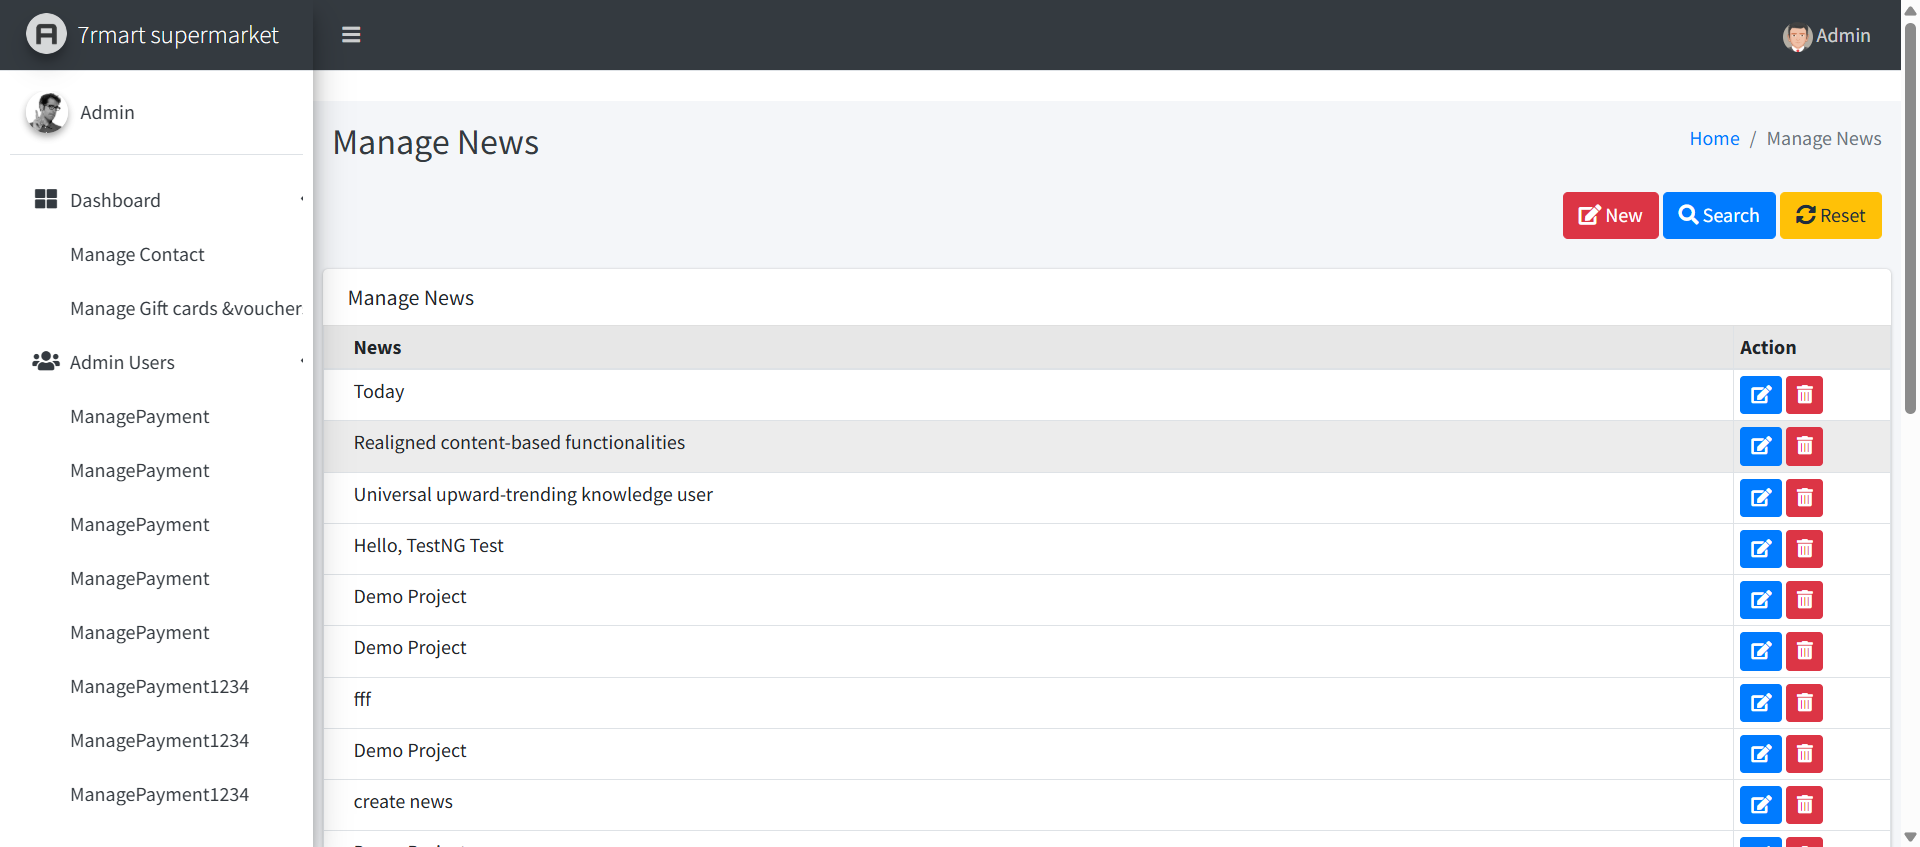 7rmart supermarket
Admin
Admin
Manage News
Home / Manage News
Dashboard
Manage Contact
Manage Gift cards &voucher
Admin Users
ManagePayment
ManagePayment
ManagePayment
ManagePayment
ManagePayment
ManagePayment1234
ManagePayment1234
ManagePayment1234
New Search Reset
Manage News
News Action
Today
Realigned content-based functionalities
Universal upward-trending knowledge user
Hello, TestNG Test
Demo Project
Demo Project
fff
Demo Project
create news